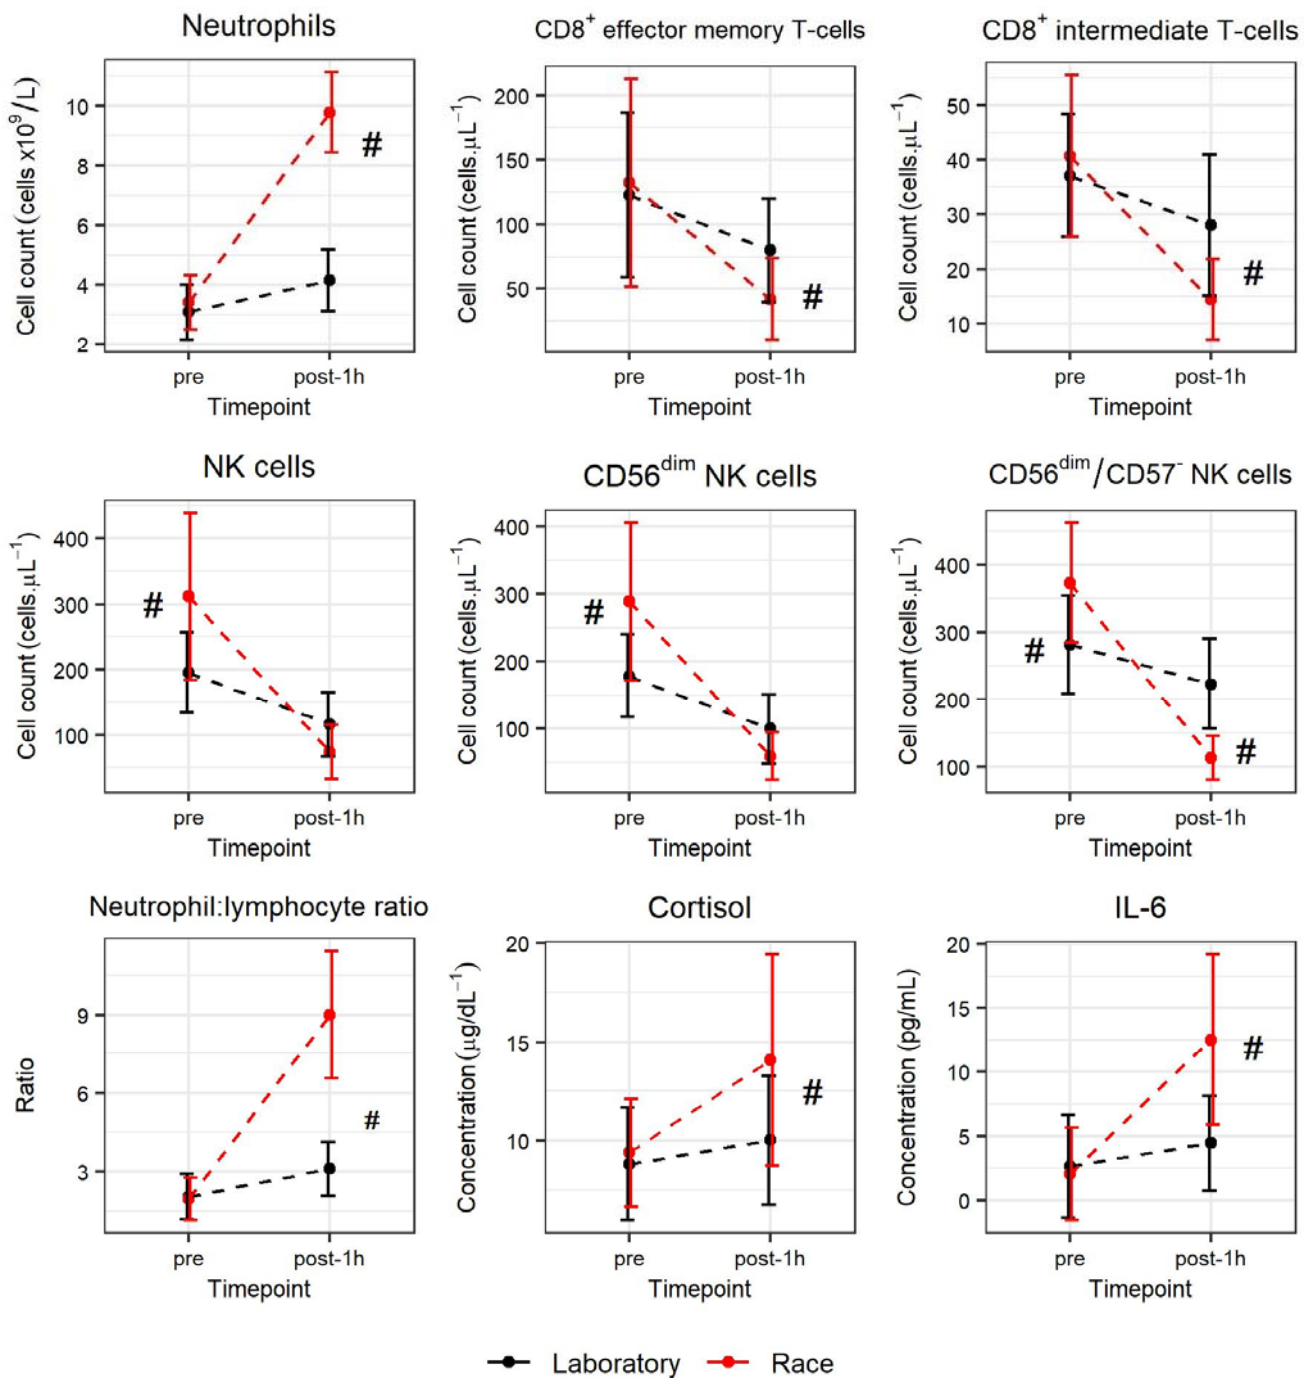 Neutrophils
Cell count (cells x10⁹/L)
10
8
6
4
2
#
pre
post-1h
Timepoint
CD8⁺ effector memory T-cells
Cell count (cells.μL⁻¹)
200
150
100
50
#
pre
post-1h
Timepoint
CD8⁺ intermediate T-cells
Cell count (cells.μL⁻¹)
50
40
30
20
10
#
pre
post-1h
Timepoint
NK cells
Cell count (cells.μL⁻¹)
400
300
200
100
#
pre
post-1h
Timepoint
CD56ᵈⁱᵐ NK cells
Cell count (cells.μL⁻¹)
400
300
200
100
#
pre
post-1h
Timepoint
CD56ᵈⁱᵐ/CD57⁻ NK cells
Cell count (cells.μL⁻¹)
400
300
200
100
#
#
pre
post-1h
Timepoint
Neutrophil:lymphocyte ratio
Ratio
9
6
3
#
pre
post-1h
Timepoint
Cortisol
Concentration (μg/dL⁻¹)
20
15
10
#
pre
post-1h
Timepoint
IL-6
Concentration (pg/mL)
20
15
10
5
0
#
pre
post-1h
Timepoint
Laboratory
Race